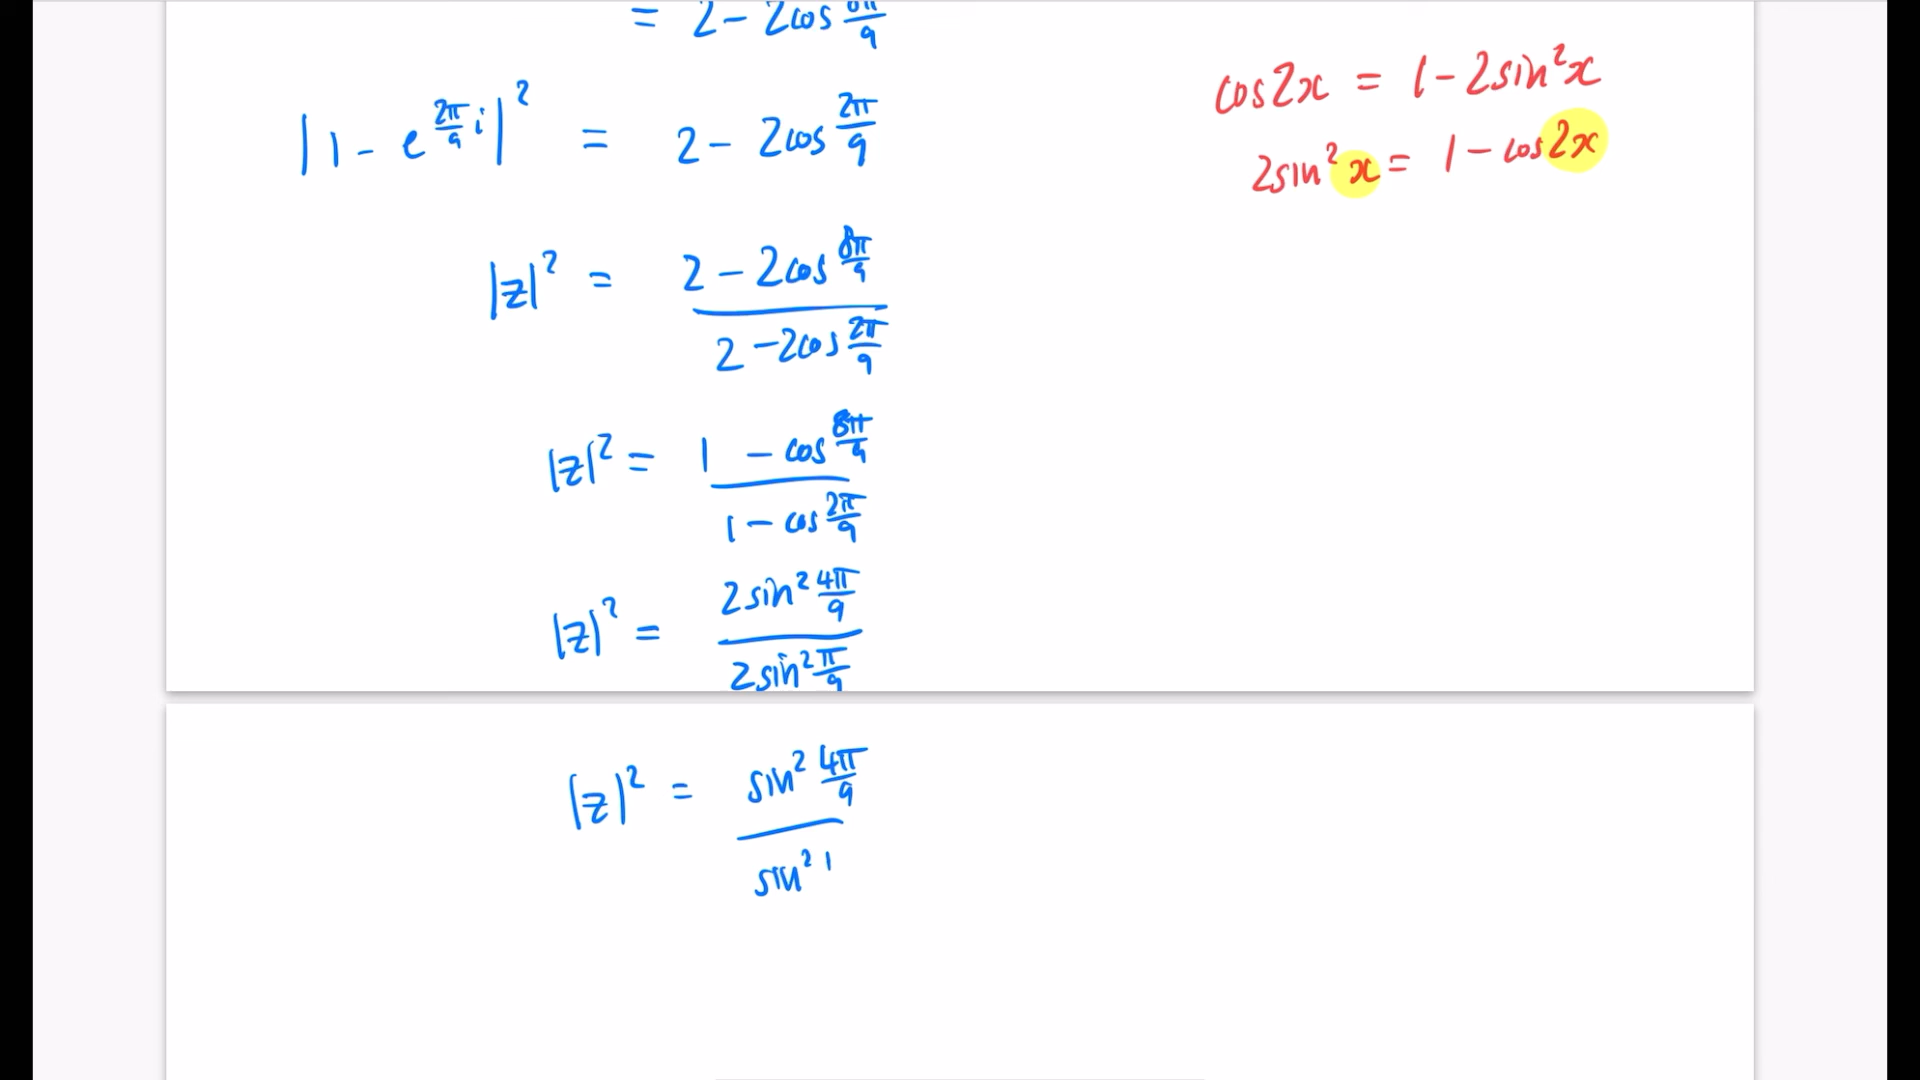 = 2 - 2cos 8π/9
|1 - e^(2π/9 i)|² = 2 - 2cos 2π/9
|z|² = (2 - 2cos 8π/9)/(2 - 2cos 2π/9)
|z|² = (1 - cos 8π/9)/(1 - cos 2π/9)
|z|² = (2sin² 4π/9)/(2sin² π/9)
|z|² = (sin² 4π/9)/(sin² 
cos2x = 1 - 2sin²x
2sin²x = 1 - cos2x